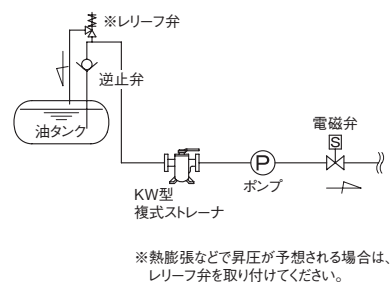 ※レリーフ弁
逆止弁
油タンク
電磁弁
S
P
ポンプ
KW型
複式ストレーナ
※熱膨張などで昇圧が予想される場合は、
レリーフ弁を取り付けてください。